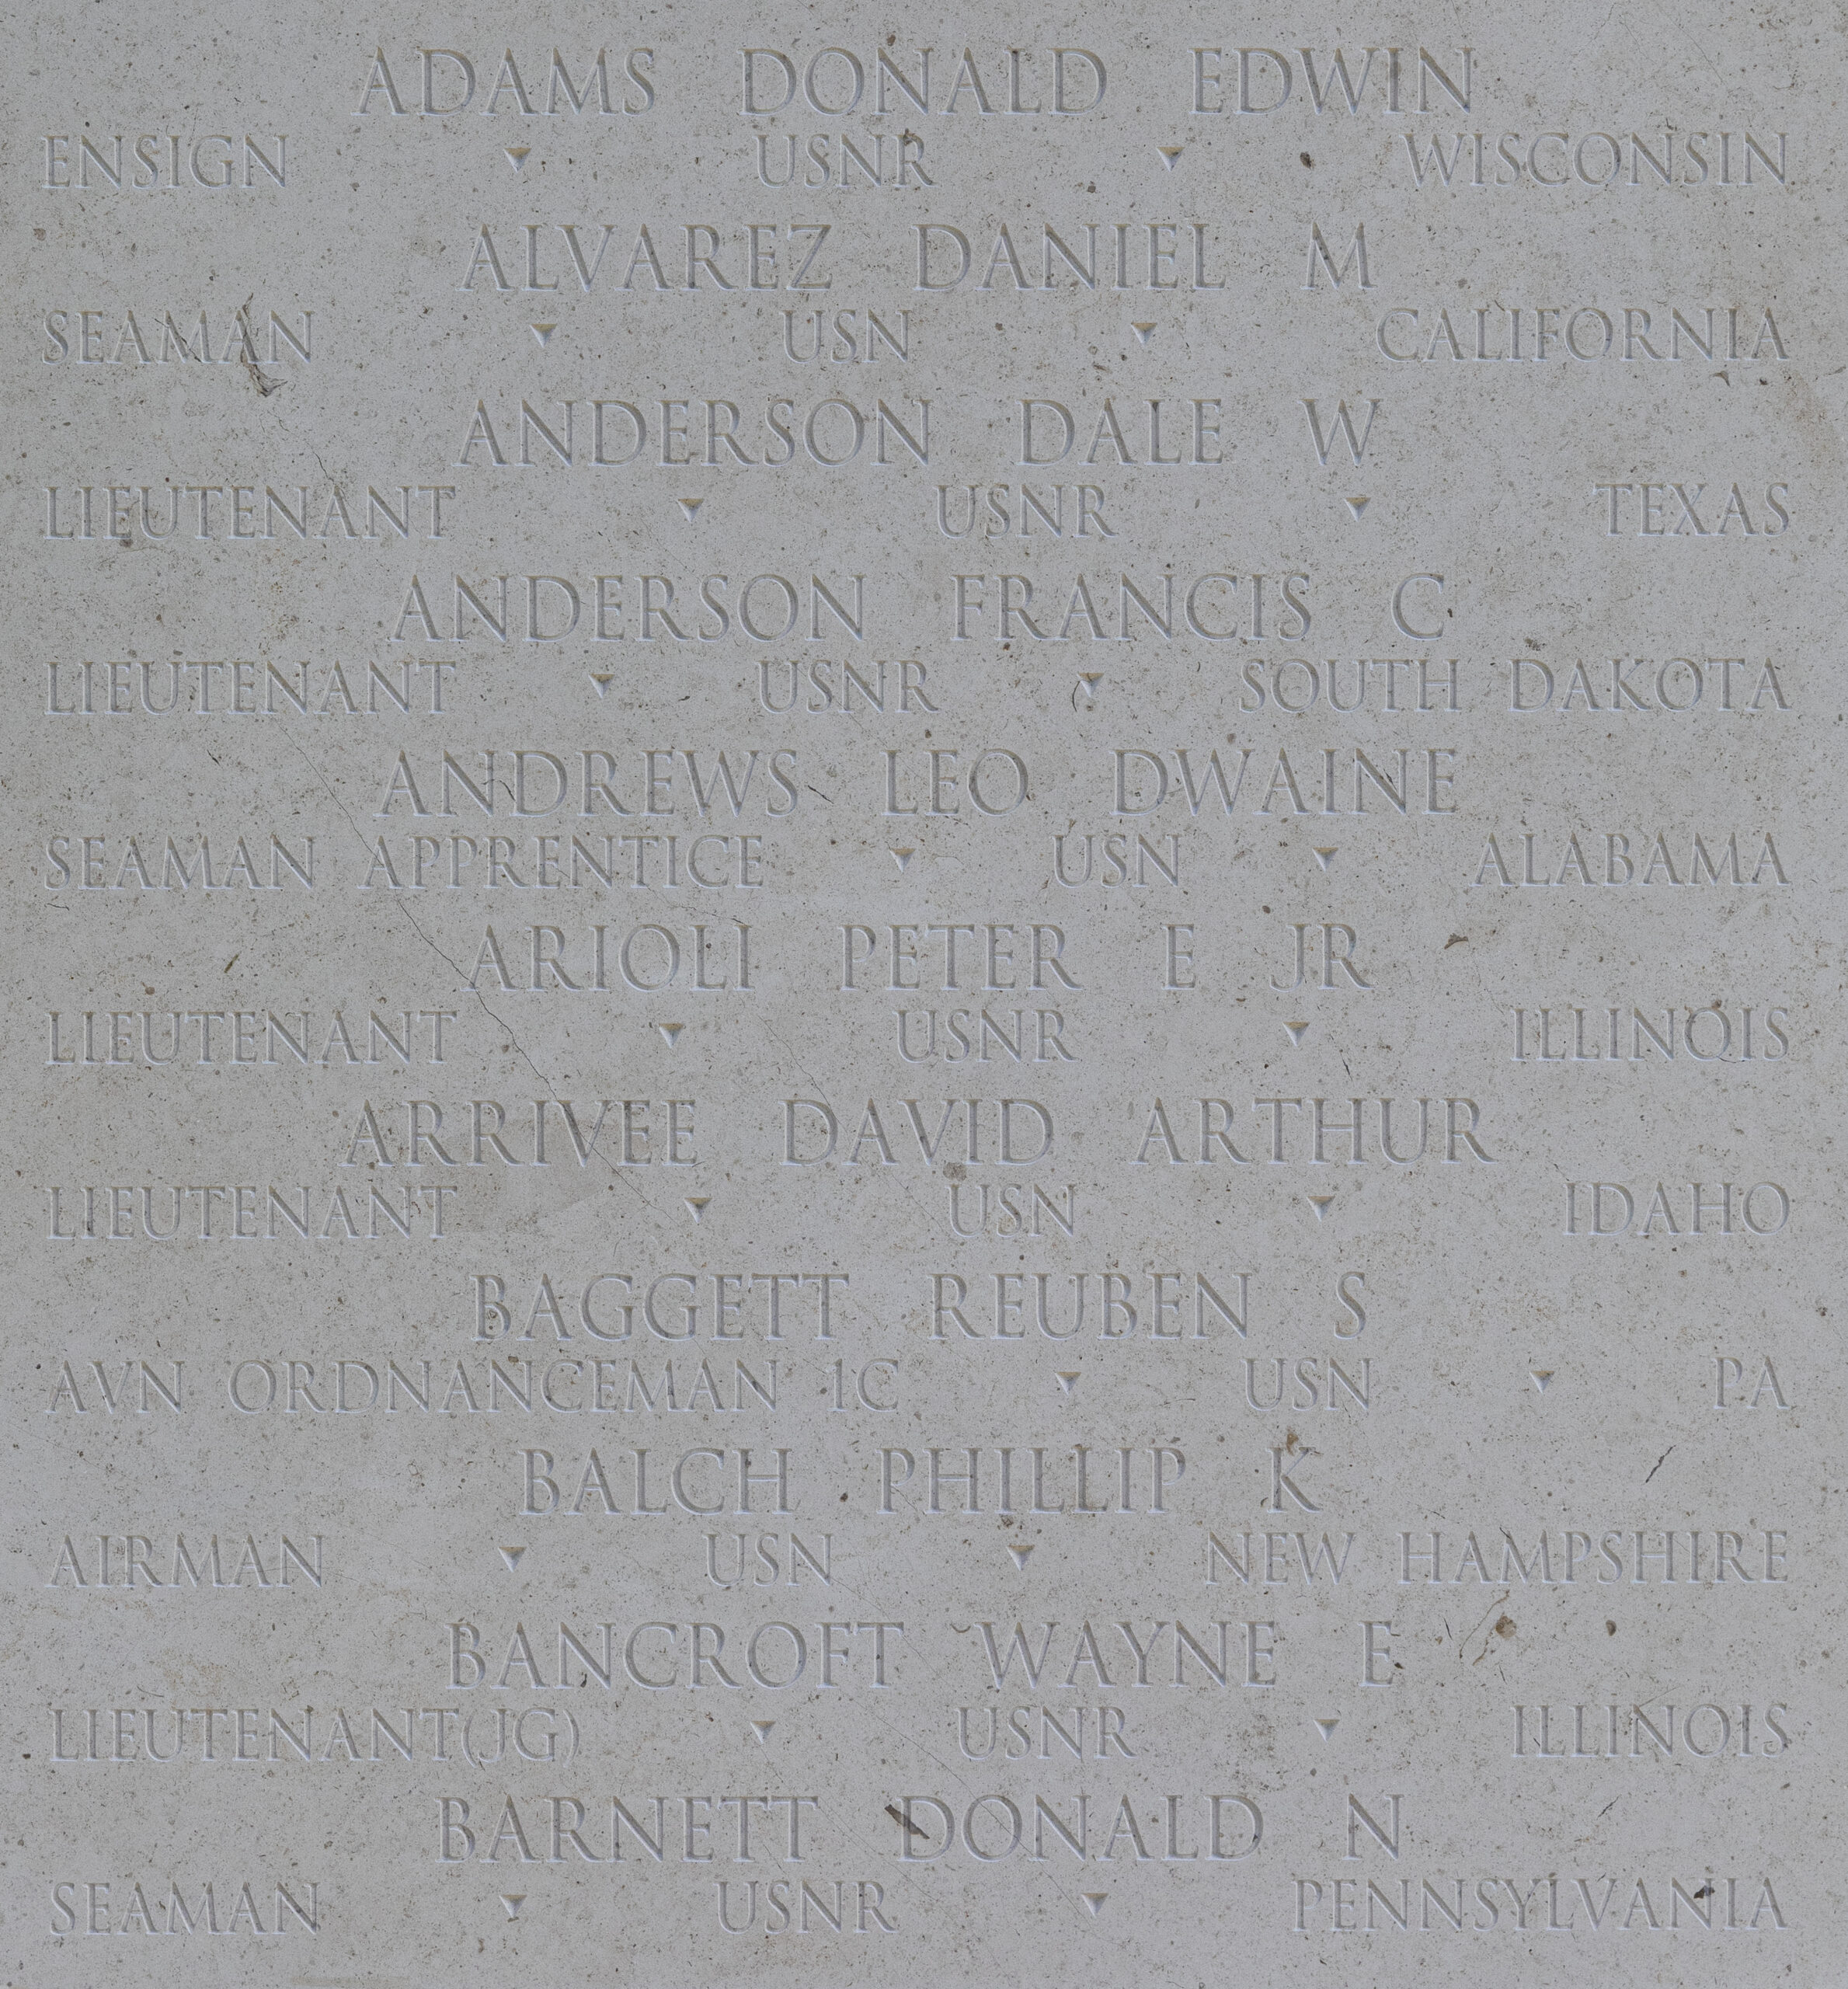 ADAMS DONALD EDWIN
ENSIGN ▼ USNR ▼ WISCONSIN
ALVAREZ DANIEL M
SEAMAN ▼ USN ▼ CALIFORNIA
ANDERSON DALE W
LIEUTENANT ▼ USNR ▼ TEXAS
ANDERSON FRANCIS C
LIEUTENANT ▼ USNR ▼ SOUTH DAKOTA
ANDREWS LEO DWAINE
SEAMAN APPRENTICE ▼ USN ▼ ALABAMA
ARIOLI PETER E JR
LIEUTENANT ▼ USNR ▼ ILLINOIS
ARRIVEE DAVID ARTHUR
LIEUTENANT ▼ USN ▼ IDAHO
BAGGETT REUBEN S
AVN ORDNANCEMAN 1C ▼ USN ▼ PA
BALCH PHILLIP K
AIRMAN ▼ USN ▼ NEW HAMPSHIRE
BANCROFT WAYNE E
LIEUTENANT(JG) ▼ USNR ▼ ILLINOIS
BARNETT DONALD N
SEAMAN ▼ USNR ▼ PENNSYLVANIA